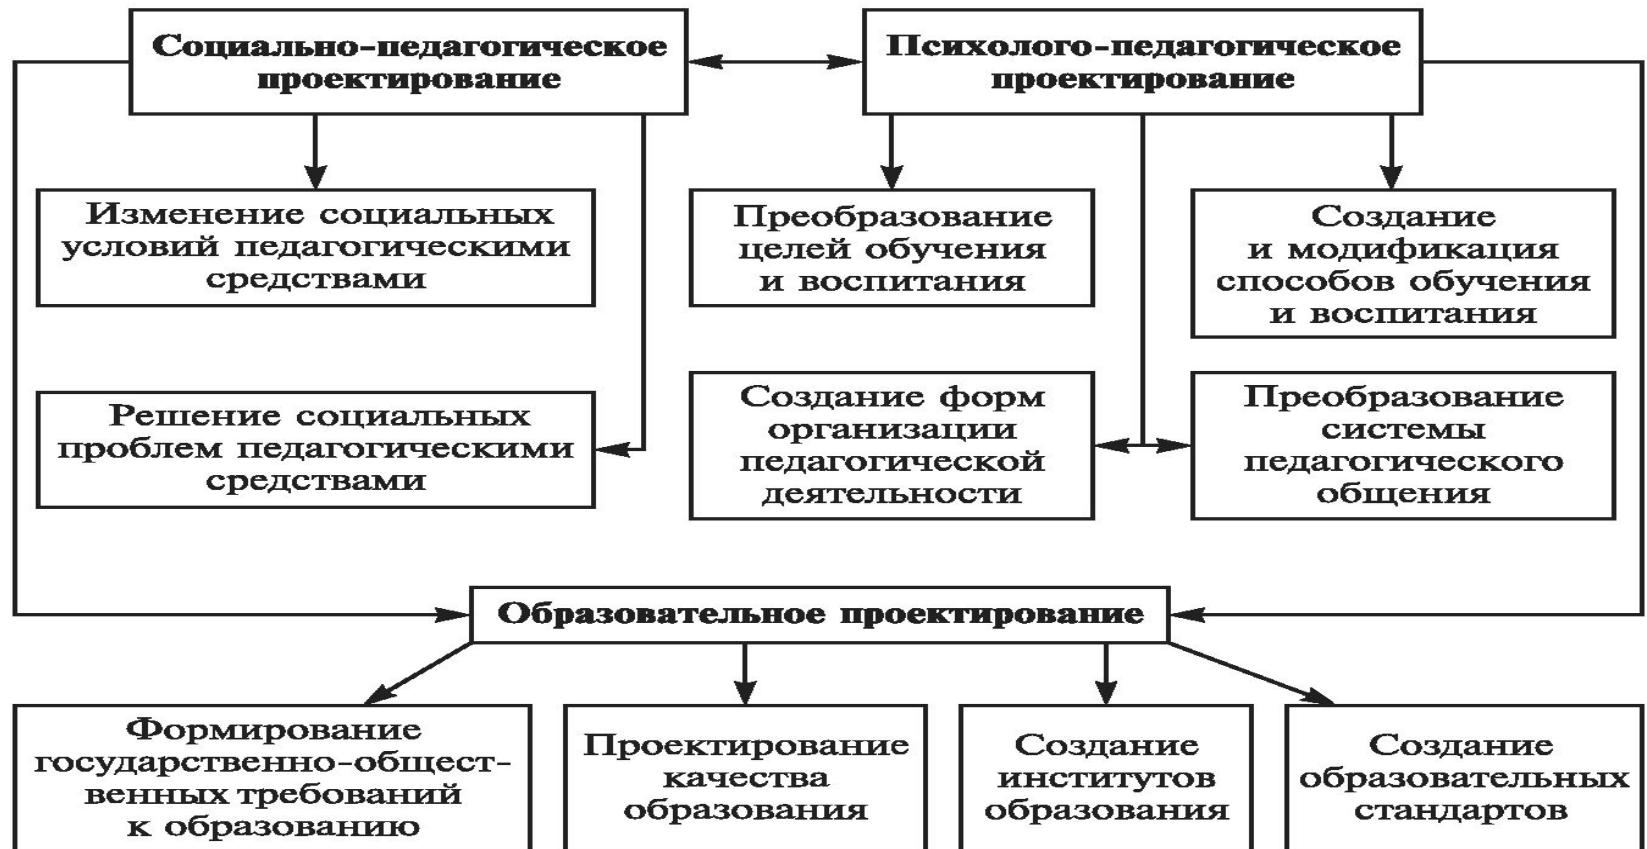 Социально-педагогическое
проектирование
Психолого-педагогическое
проектирование
Изменение социальных
условий педагогическими
средствами
Преобразование
целей обучения
и воспитания
Создание
и модификация
способов обучения
и воспитания
Решение социальных
проблем педагогическими
средствами
Создание форм
организации
педагогической
деятельности
Преобразование
системы
педагогического
общения
Образовательное проектирование
Формирование
государственно-общест-
венных требований
к образованию
Проектирование
качества
образования
Создание
институтов
образования
Создание
образовательных
стандартов